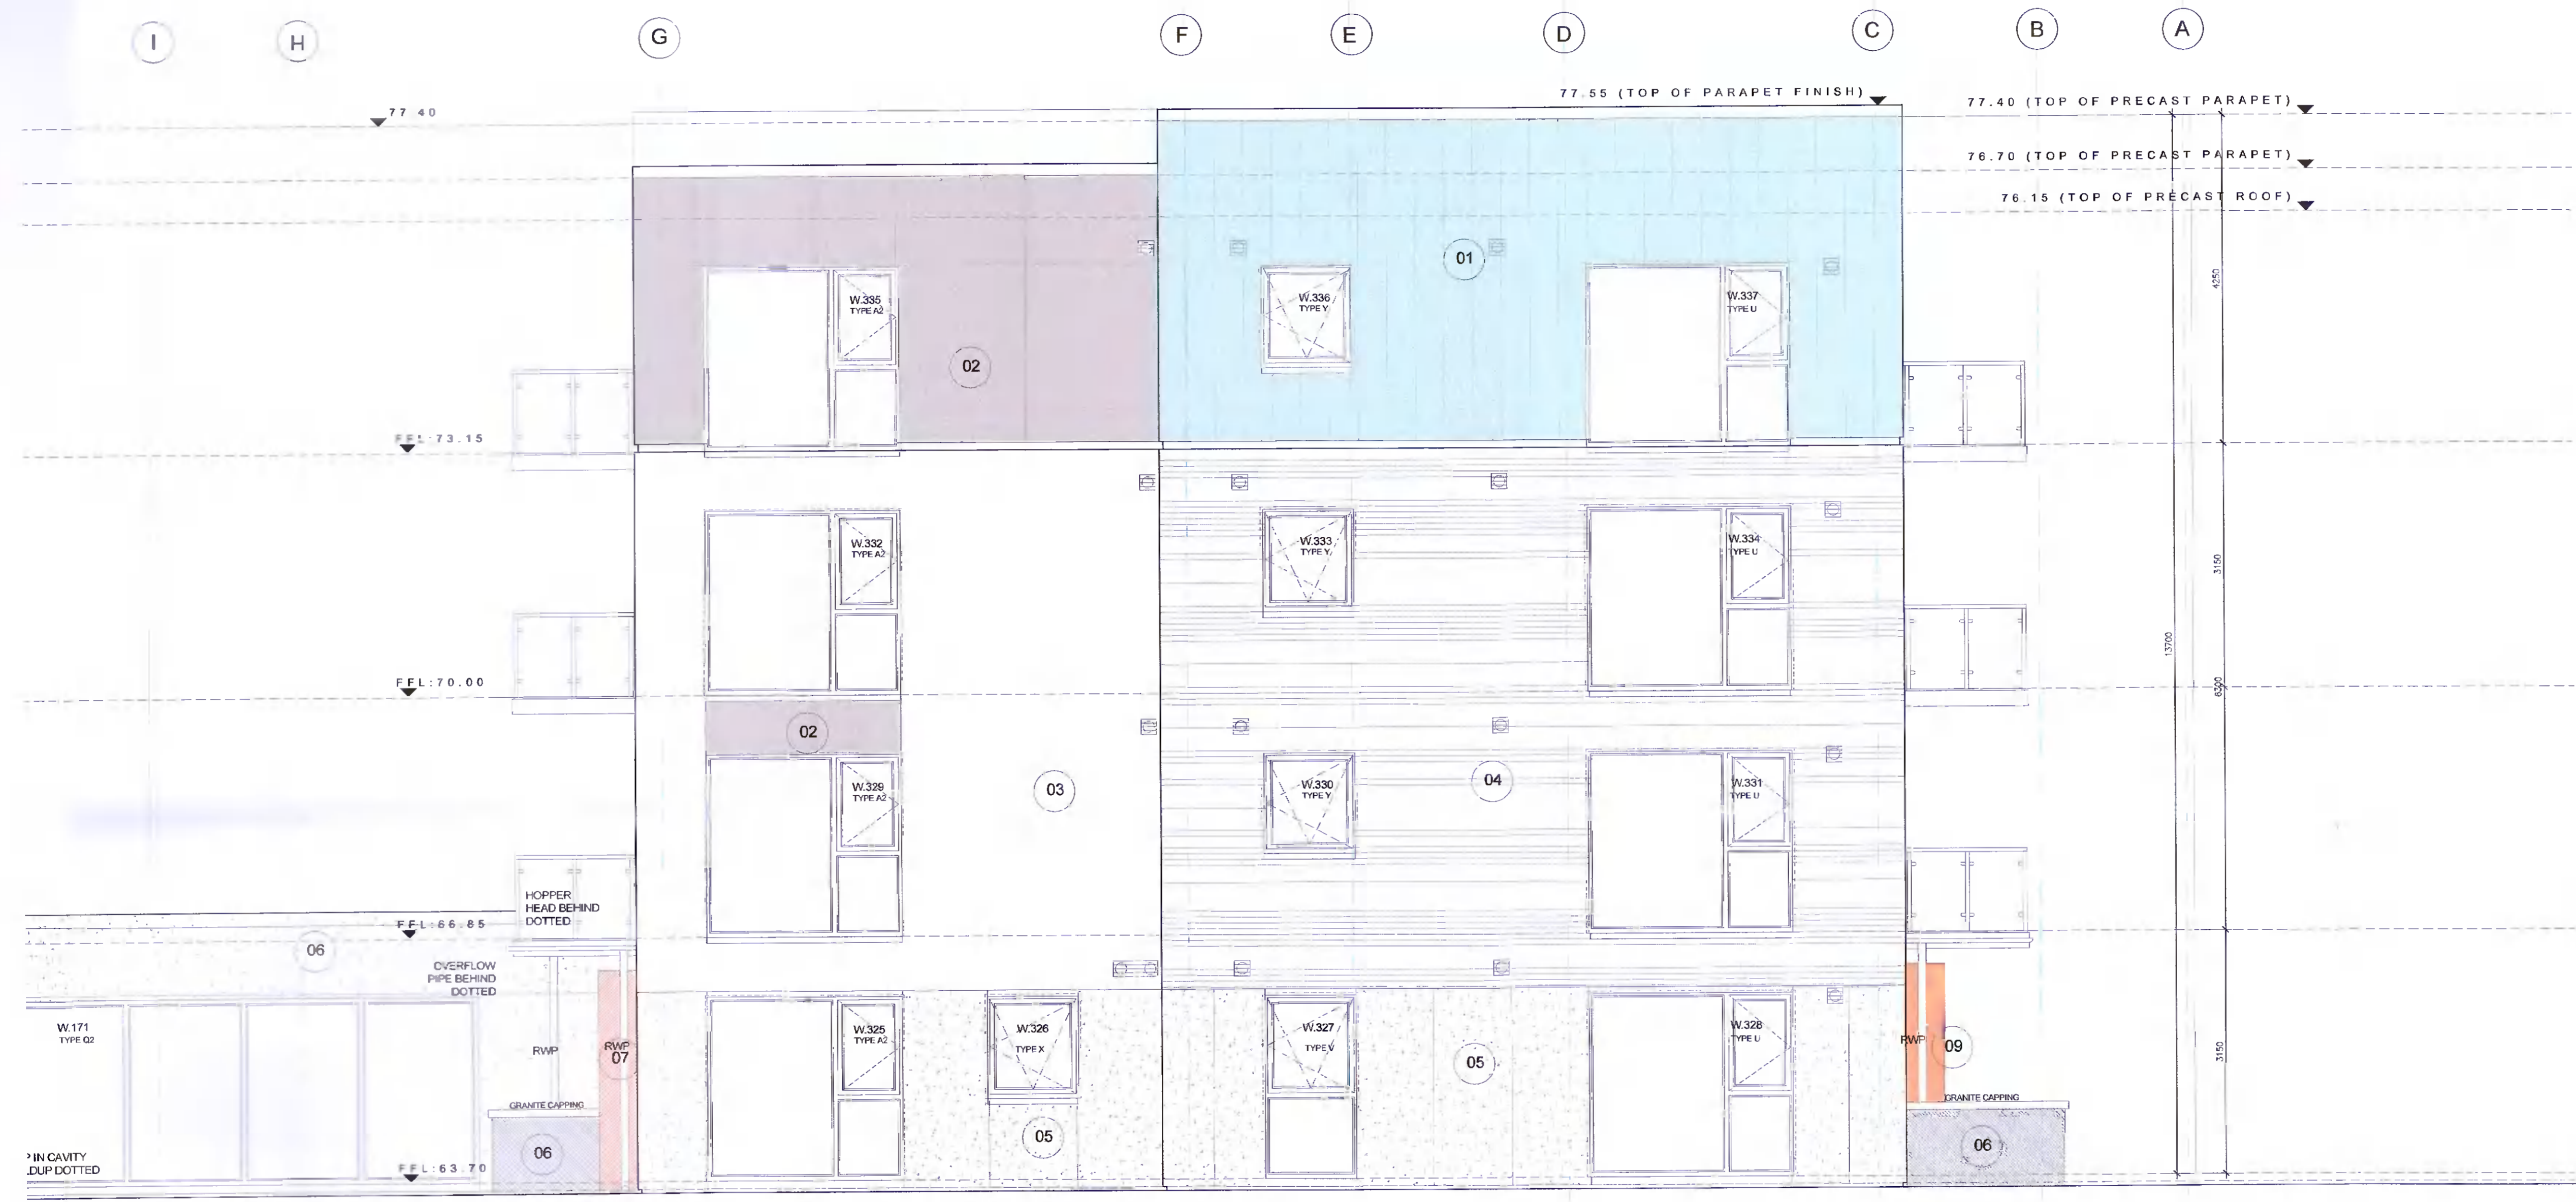 I H G F E D C B A
77.55 (TOP OF PARAPET FINISH)
77.40 (TOP OF PRECAST PARAPET)
77 40
76.70 (TOP OF PRECAST PARAPET)
76.15 (TOP OF PRECAST ROOF)
01
4250
W.335
TYPE A2
W.336
TYPE Y
W.337
TYPE U
02
FFL:73.15
W.332
TYPE A2
W.333
TYPE Y
W.334
TYPE U
3150
13700
FFL:70.00
6300
02
W.329
TYPE A2
03
W.330
TYPE Y
04
W.331
TYPE U
HOPPER
HEAD BEHIND
DOTTED
FFL:66.85
06
OVERFLOW
PIPE BEHIND
DOTTED
W.171
TYPE Q2
RWP
RWP
07
W.325
TYPE A2
W.326
TYPE X
W.327
TYPE V
05
W.328
TYPE U
RWP
09
3150
GRANITE CAPPING
GRANITE CAPPING
05
06
06
P IN CAVITY
LDUP DOTTED
FFL:63.70